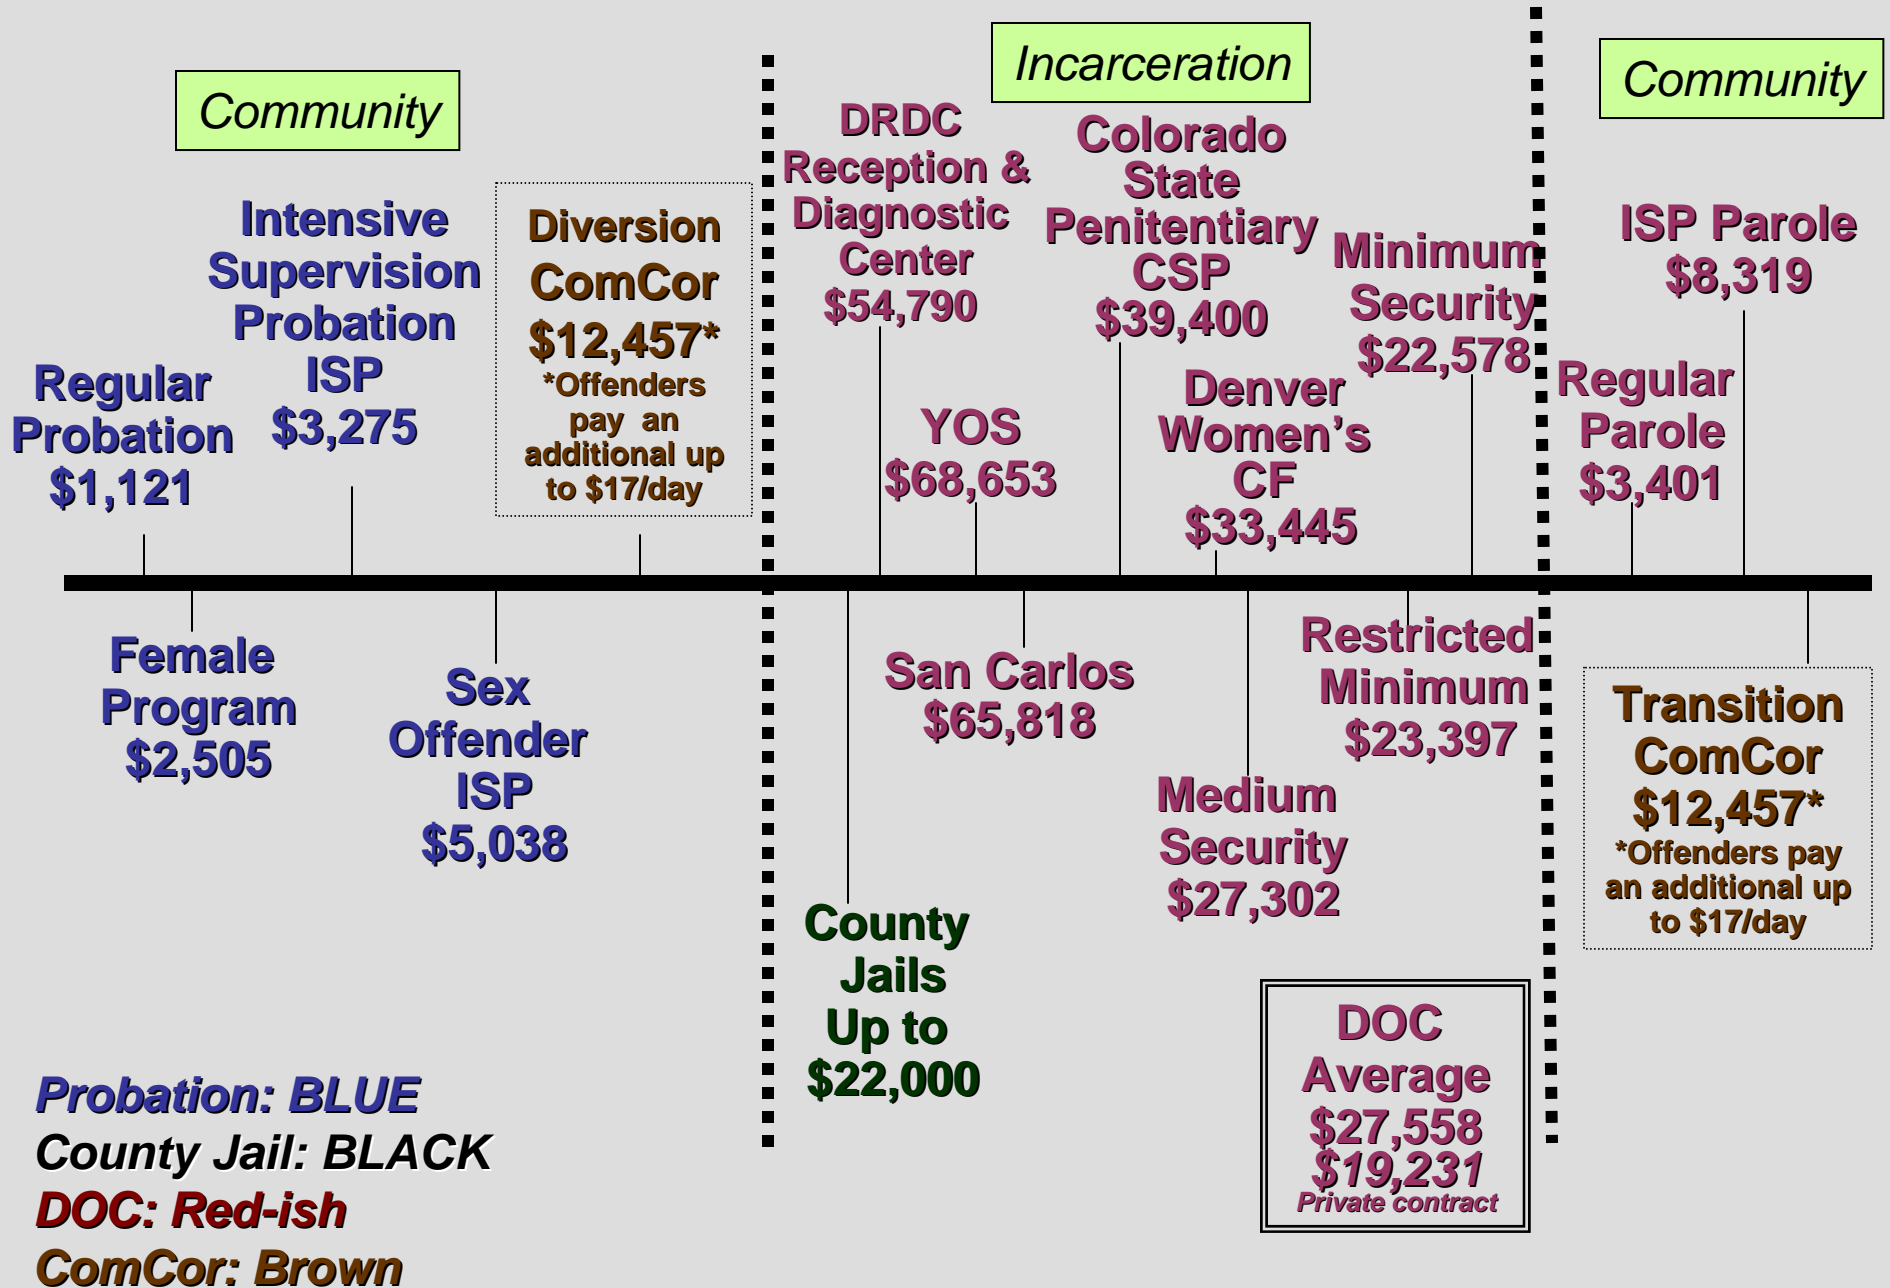 Community
Regular
Probation
$1,121
Intensive
Supervision
Probation
ISP
$3,275
Diversion
ComCor
$12,457*
*Offenders
pay an
additional up
to $17/day
Female
Program
$2,505
Sex
Offender
ISP
$5,038
Incarceration
DRDC
Reception &
Diagnostic
Center
$54,790
YOS
$68,653
Colorado
State
Penitentiary
CSP
$39,400
Denver
Women’s
CF
$33,445
Minimum
Security
$22,578
County
Jails
Up to
$22,000
San Carlos
$65,818
Medium
Security
$27,302
Restricted
Minimum
$23,397
DOC
Average
$27,558
$19,231
Private contract
Community
Regular
Parole
$3,401
ISP Parole
$8,319
Transition
ComCor
$12,457*
*Offenders pay
an additional up
to $17/day
Probation: BLUE
County Jail: BLACK
DOC: Red-ish
ComCor: Brown